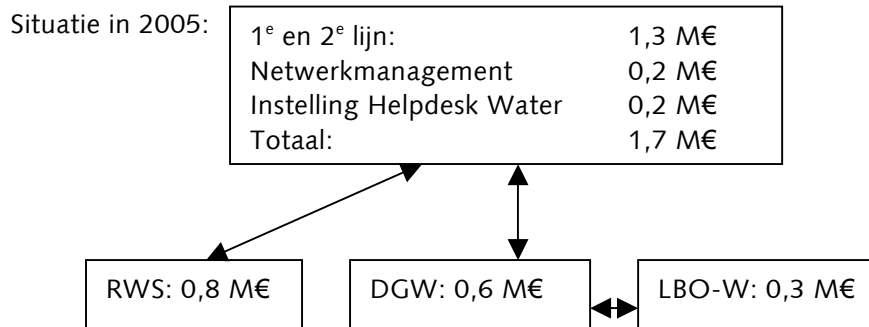 Situatie in 2005:
1e en 2e lijn: 1,3 M€
Netwerkmanagement 0,2 M€
Instelling Helpdesk Water 0,2 M€
Totaal: 1,7 M€
RWS: 0,8 M€
DGW: 0,6 M€
LBO-W: 0,3 M€